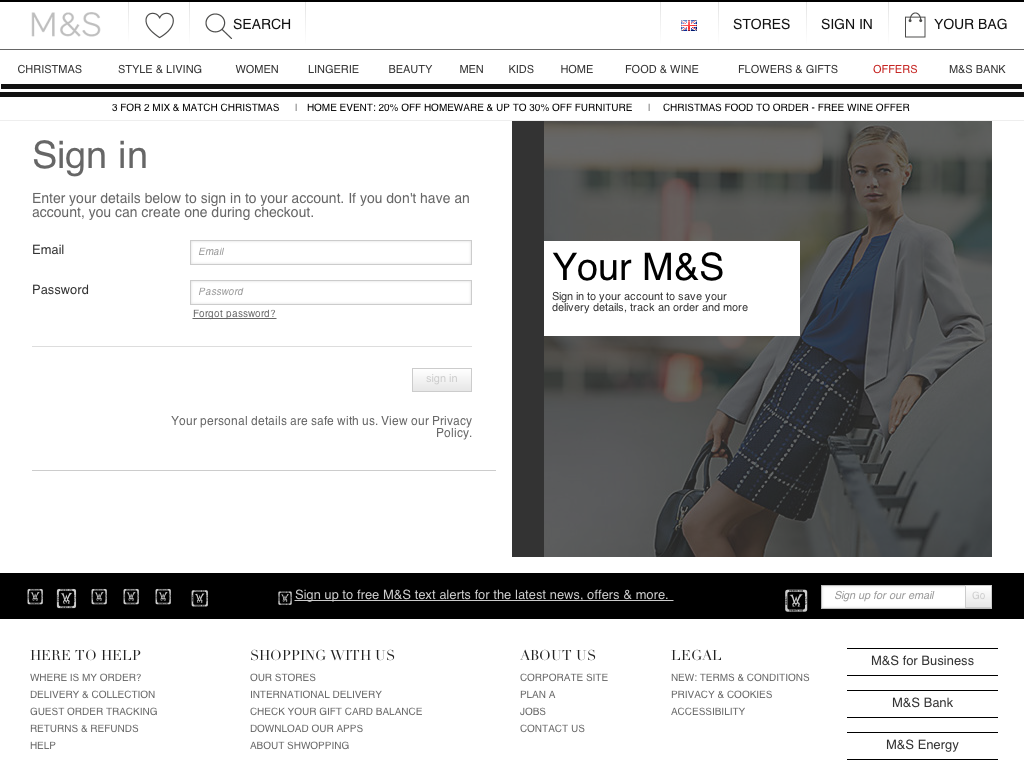 M&S
SEARCH
STORES
SIGN IN
YOUR BAG
CHRISTMAS
STYLE & LIVING
WOMEN
LINGERIE
BEAUTY
MEN
KIDS
HOME
FOOD & WINE
FLOWERS & GIFTS
OFFERS
M&S BANK
3 FOR 2 MIX & MATCH CHRISTMAS | HOME EVENT: 20% OFF HOMEWARE & UP TO 30% OFF FURNITURE | CHRISTMAS FOOD TO ORDER - FREE WINE OFFER
Sign in
Enter your details below to sign in to your account. If you don't have an
account, you can create one during checkout.
Email
Email
Password
Password
Forgot password?
sign in
Your personal details are safe with us. View our Privacy
Policy.
Your M&S
Sign in to your account to save your
delivery details, track an order and more
Sign up to free M&S text alerts for the latest news, offers & more.
Sign up for our email
Go
HERE TO HELP
WHERE IS MY ORDER?
DELIVERY & COLLECTION
GUEST ORDER TRACKING
RETURNS & REFUNDS
HELP
SHOPPING WITH US
OUR STORES
INTERNATIONAL DELIVERY
CHECK YOUR GIFT CARD BALANCE
DOWNLOAD OUR APPS
ABOUT SHWOPPING
ABOUT US
CORPORATE SITE
PLAN A
JOBS
CONTACT US
LEGAL
NEW: TERMS & CONDITIONS
PRIVACY & COOKIES
ACCESSIBILITY
M&S for Business
M&S Bank
M&S Energy